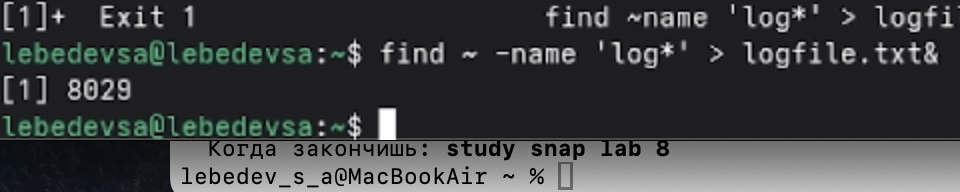 [1]+  Exit 1                  find ~name 'log*' > logfi
lebedevsa@lebedevsa:~$ find ~ -name 'log*' > logfile.txt&
[1] 8029
lebedevsa@lebedevsa:~$
Когда закончишь: study snap lab 8
lebedev_s_a@MacBookAir ~ %